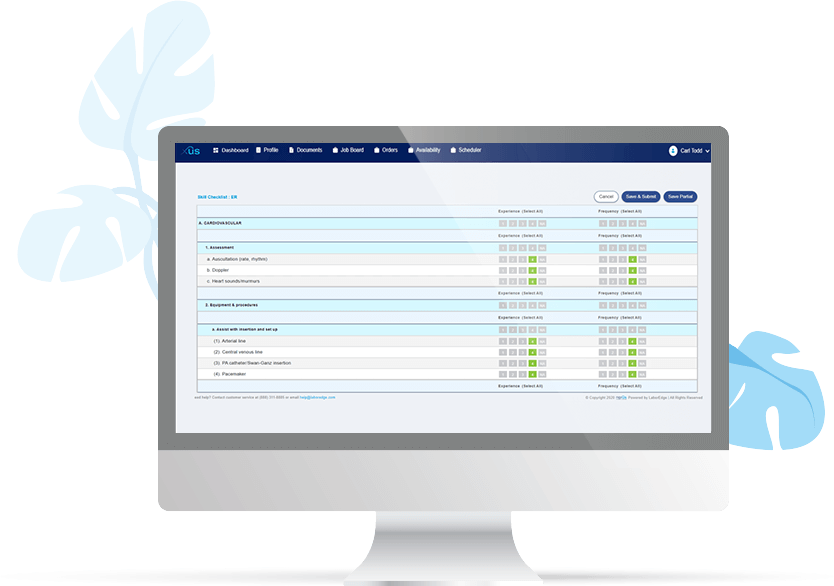 Dashboard Profile Documents Job Board Orders Availability Scheduler Carl Todd
Skill Checklist : ER Cancel Save & Submit Save Partial
Experience (Select All) Frequency (Select All)
A. CARDIOVASCULAR
Experience (Select All) Frequency (Select All)
1. Assessment
a. Auscultation (rate, rhythm)
b. Doppler
c. Heart sounds/murmurs
Experience (Select All) Frequency (Select All)
2. Equipment & procedures
Experience (Select All) Frequency (Select All)
a. Assist with insertion and set up
(1) Arterial line
(2) Central venous line
(3) PA catheter/Swan-Ganz insertion
(4) Pacemaker
Experience (Select All) Frequency (Select All)
help? Contact customer service at or email help@laboredge.com © Copyright 2020 Powered by LaborEdge | All Rights Reserved